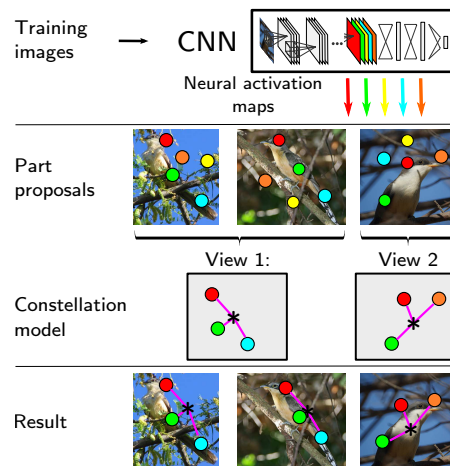 Training
images
CNN
...
Neural activation
maps
Part
proposals
View 1:
View 2
Constellation
model
Result